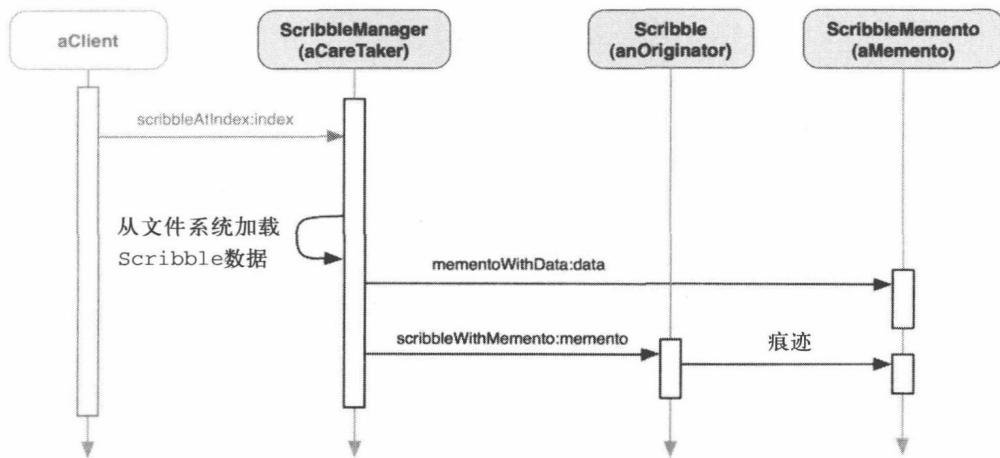 aClient
ScribbleManager
(aCareTaker)
Scribble
(anOriginator)
ScribbleMemento
(aMemento)
scribbleAtIndex:index
从文件系统加载
Scribble数据
mementoWithData:data
scribbleWithMemento:memento
痕迹